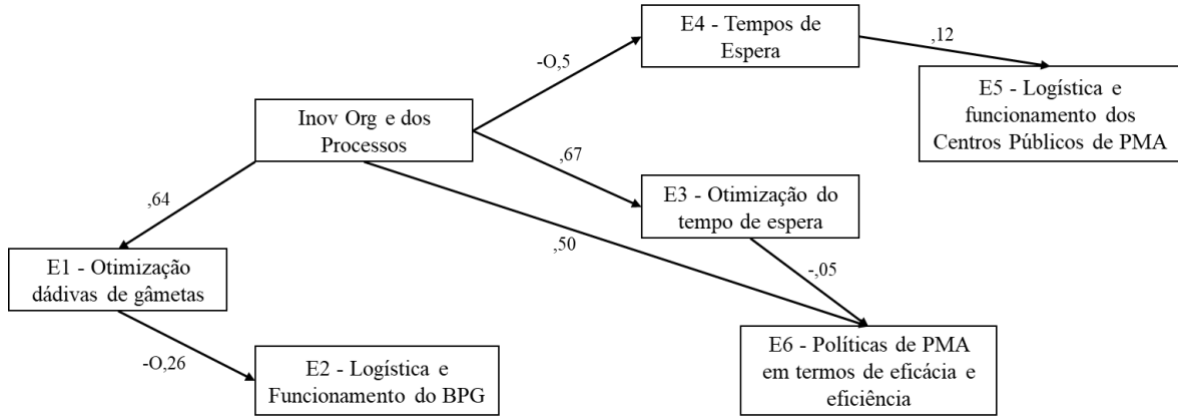 E4 - Tempos de
Espera
,12
-O,5
E5 - Logística e
funcionamento dos
Centros Públicos de PMA
Inov Org e dos
Processos
,67
E3 - Otimização do
tempo de espera
,64
,50
-,05
E1 - Otimização
dádivas de gâmetas
-O,26
E2 - Logística e
Funcionamento do BPG
E6 - Políticas de PMA
em termos de eficácia e
eficiência